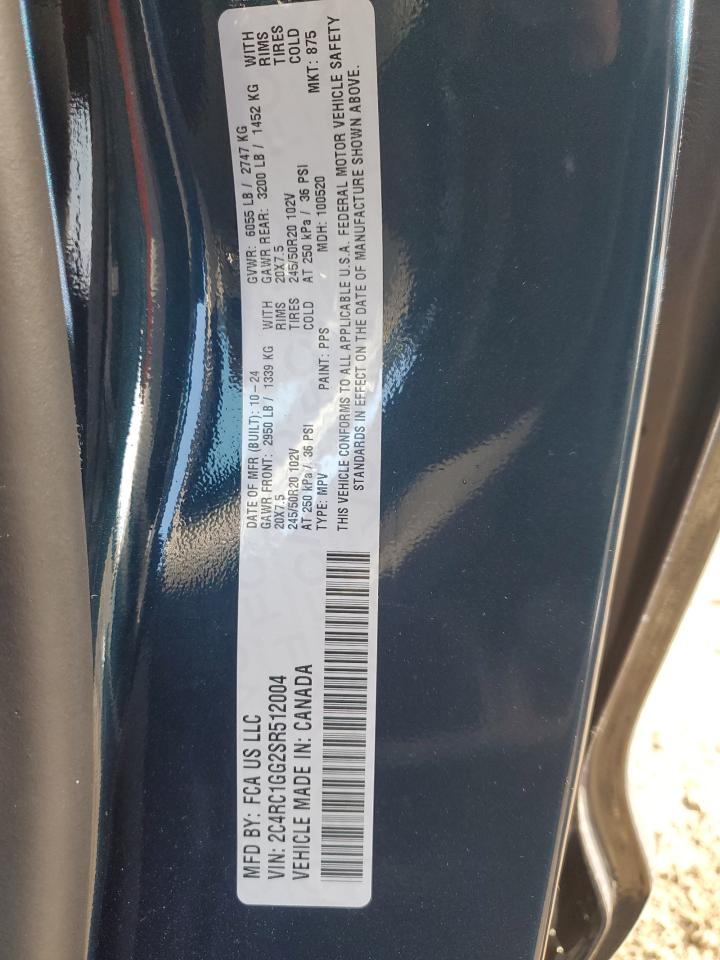 MFD BY: FCA US LLC
VIN: 2C4RC1GG2SR512004
VEHICLE MADE IN: CANADA
DATE OF MFR (BUILT): 10-24 GVWR: 6055 LB / 2747 KG
GAWR FRONT: 2950 LB / 1339 KG WITH GAWR REAR: 3200 LB / 1452 KG WITH
20X7.5 RIMS 20X7.5 RIMS
245/50R20 102V TIRES 245/50R20 102V TIRES
AT 250 kPa / 36 PSI COLD AT 250 kPa / 36 PSI COLD
TYPE: MPV PAINT: PPS MDH: 100520 MKT: 875
THIS VEHICLE CONFORMS TO ALL APPLICABLE U.S.A. FEDERAL MOTOR VEHICLE SAFETY
STANDARDS IN EFFECT ON THE DATE OF MANUFACTURE SHOWN ABOVE.